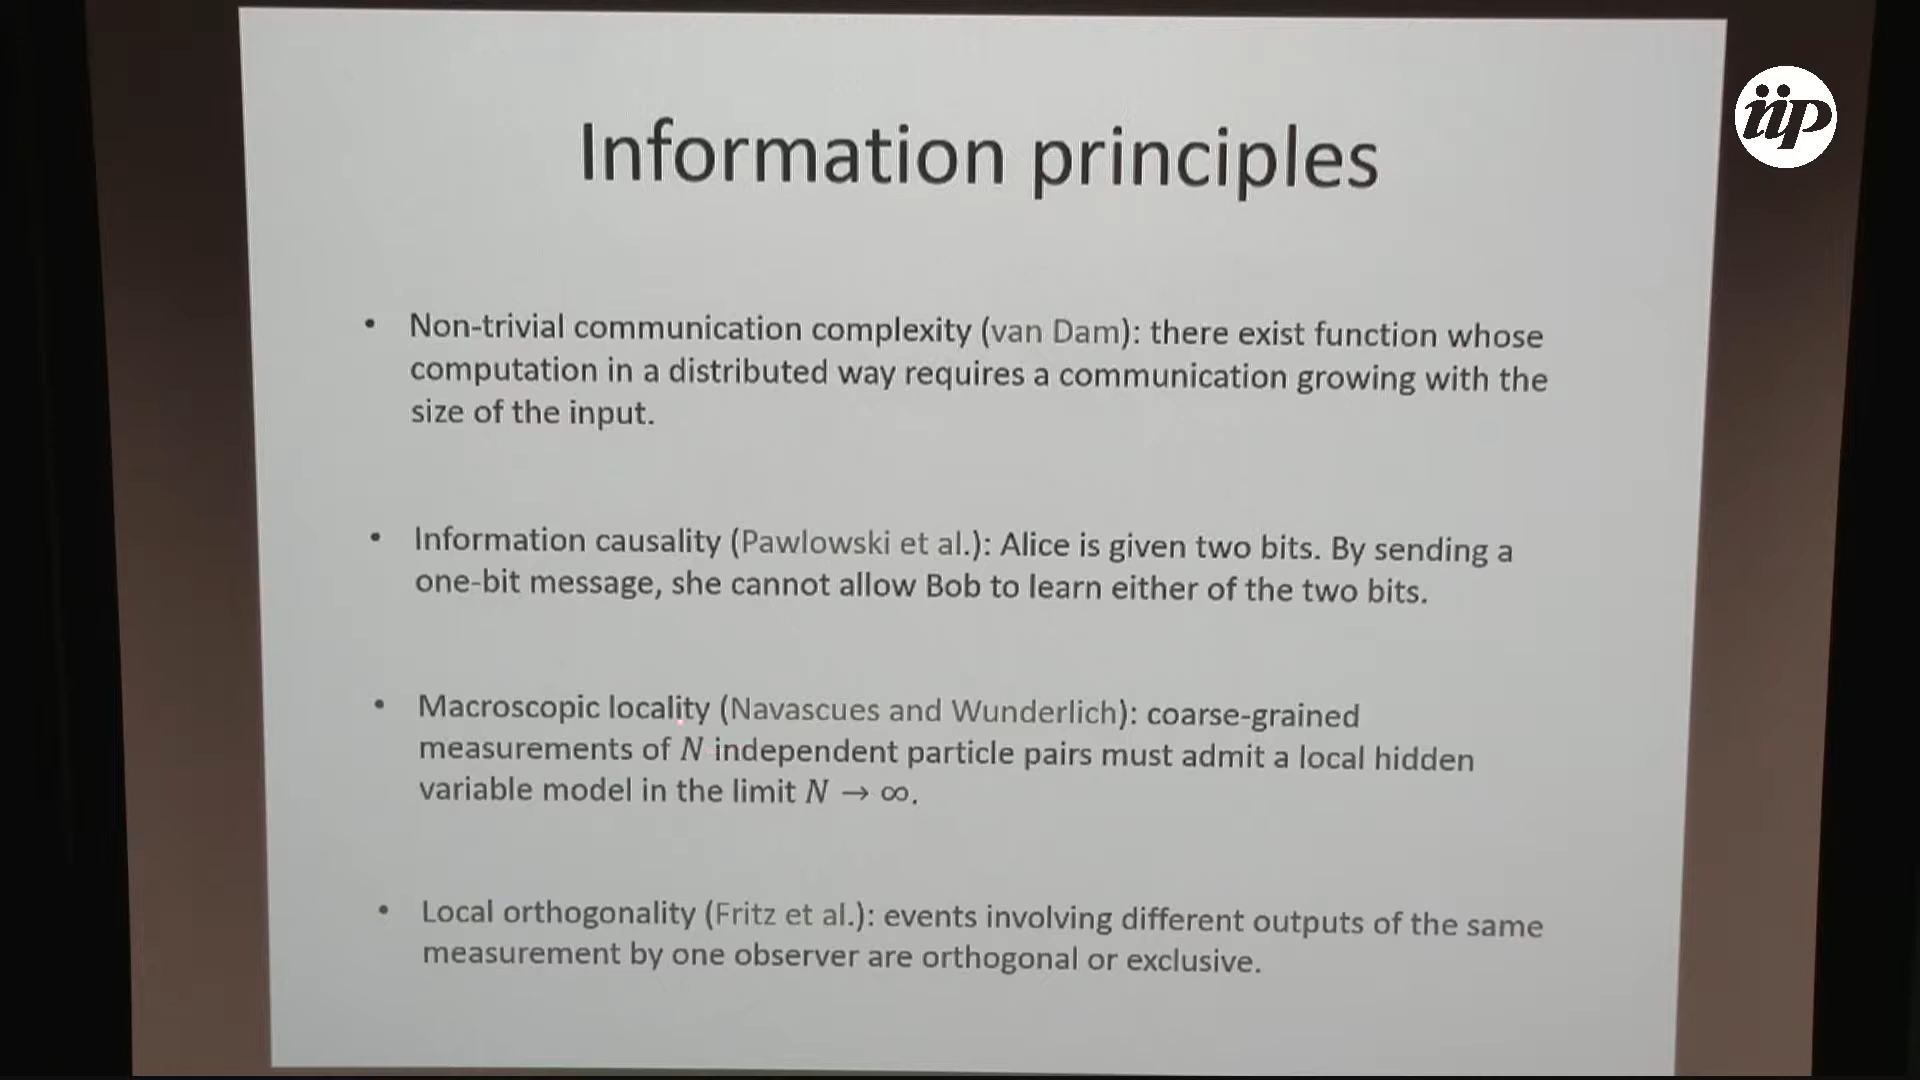 Information principles
iip
• Non-trivial communication complexity (van Dam): there exist function whose
computation in a distributed way requires a communication growing with the
size of the input.
• Information causality (Pawlowski et al.): Alice is given two bits. By sending a
one-bit message, she cannot allow Bob to learn either of the two bits.
• Macroscopic locality (Navascues and Wunderlich): coarse-grained
measurements of N independent particle pairs must admit a local hidden
variable model in the limit N → ∞.
• Local orthogonality (Fritz et al.): events involving different outputs of the same
measurement by one observer are orthogonal or exclusive.